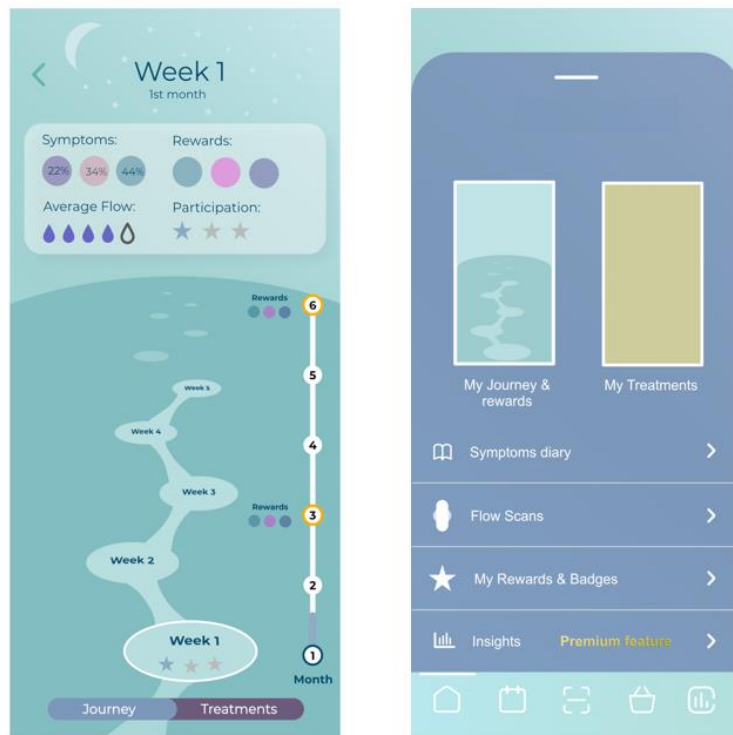 Week 1
1st month
Symptoms:
Rewards:
22%
34%
44%
Average Flow:
Participation:
Rewards
6
5
4
Rewards
3
2
1
Month
Week 5
Week 4
Week 3
Week 2
Week 1
Journey
Treatments
My Journey &
rewards
My Treatments
Symptoms diary
Flow Scans
My Rewards & Badges
Insights
Premium feature